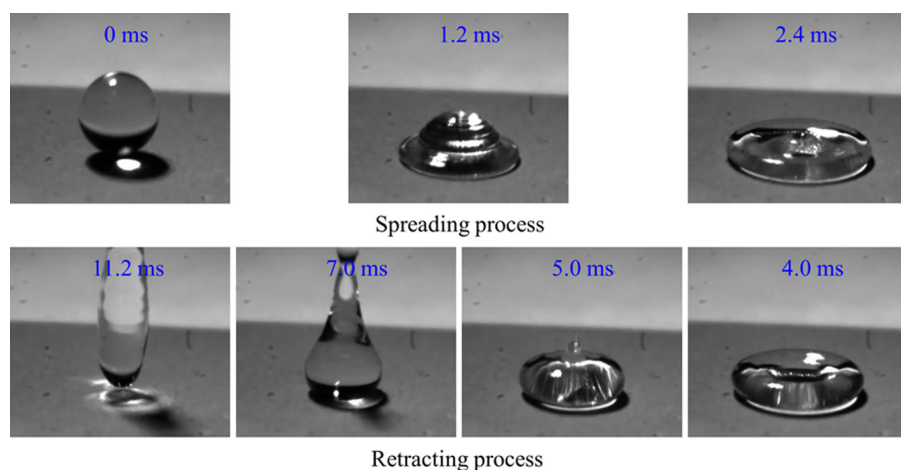 0 ms
1.2 ms
2.4 ms
Spreading process
11.2 ms
7.0 ms
5.0 ms
4.0 ms
Retracting process